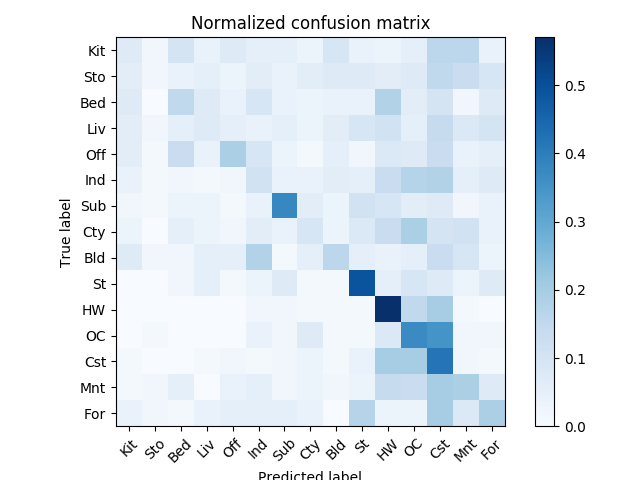 Normalized confusion matrix
True label
Kit
Sto
Bed
Liv
Off
Ind
Sub
Cty
Bld
St
HW
OC
Cst
Mnt
For
Kit Sto Bed Liv Off Ind Sub Cty Bld St HW OC Cst Mnt For
Predicted label
0.5
0.4
0.3
0.2
0.1
0.0